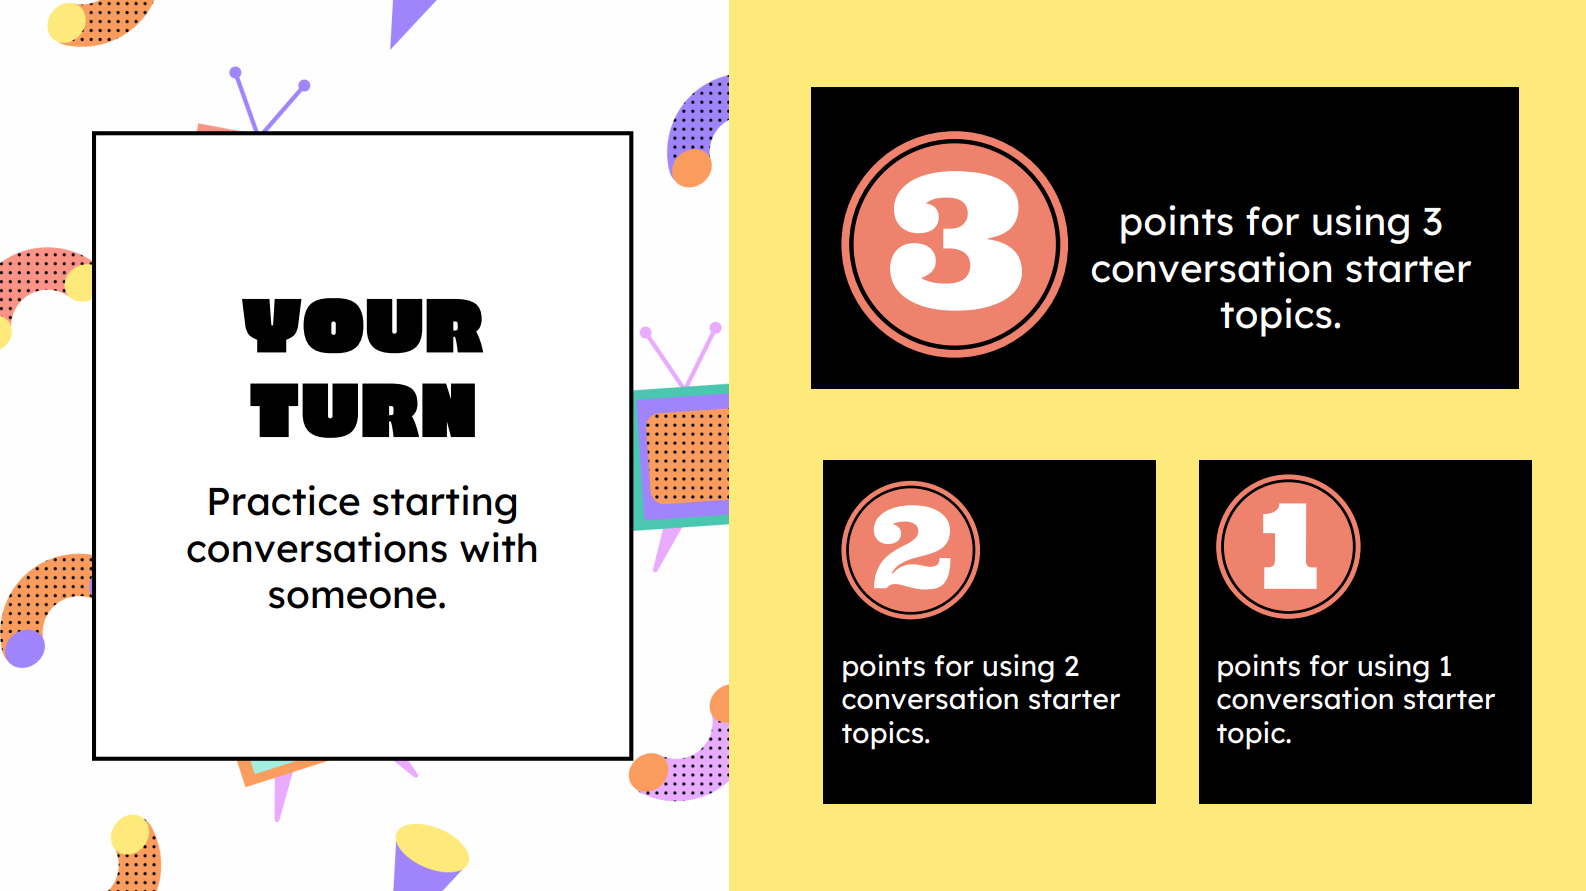 YOUR
TURN
Practice starting
conversations with
someone.
3
points for using 3
conversation starter
topics.
2
points for using 2
conversation starter
topics.
1
points for using 1
conversation starter
topic.